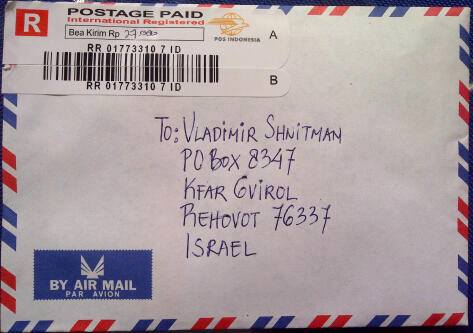 R
POSTAGE PAID
International Registered
Bea Kirim Rp 27.000
POS INDONESIA
A
RR 01773310 7 ID
RR 01773310 7 ID
B
To: VLADIMIR SHNITMAN
PO BOX 8347
KFAR GVIROL
REHOVOT 76337
ISRAEL
BY AIR MAIL
PAR AVION